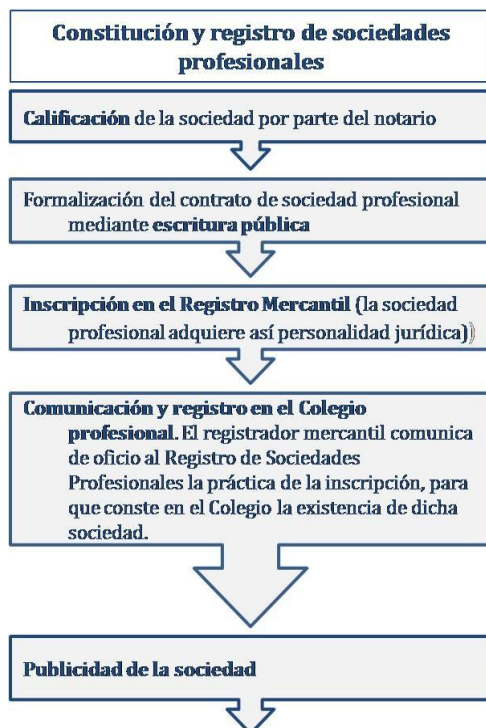 Constitución y registro de sociedades
profesionales
Calificación de la sociedad por parte del notario
Formalización del contrato de sociedad profesional
mediante escritura pública
Inscripción en el Registro Mercantil (la sociedad
profesional adquiere así personalidad jurídica))
Comunicación y registro en el Colegio
profesional. El registrador mercantil comunica
de oficio al Registro de Sociedades
Profesionales la práctica de la inscripción, para
que conste en el Colegio la existencia de dicha
sociedad.
Publicidad de la sociedad